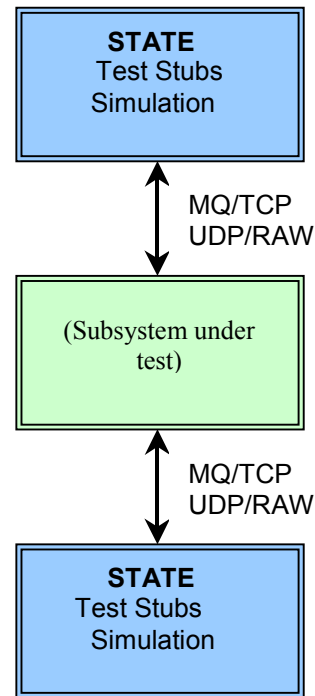 STATE
Test Stubs
Simulation
MQ/TCP
UDP/RAW
(Subsystem under
test)
MQ/TCP
UDP/RAW
STATE
Test Stubs
Simulation